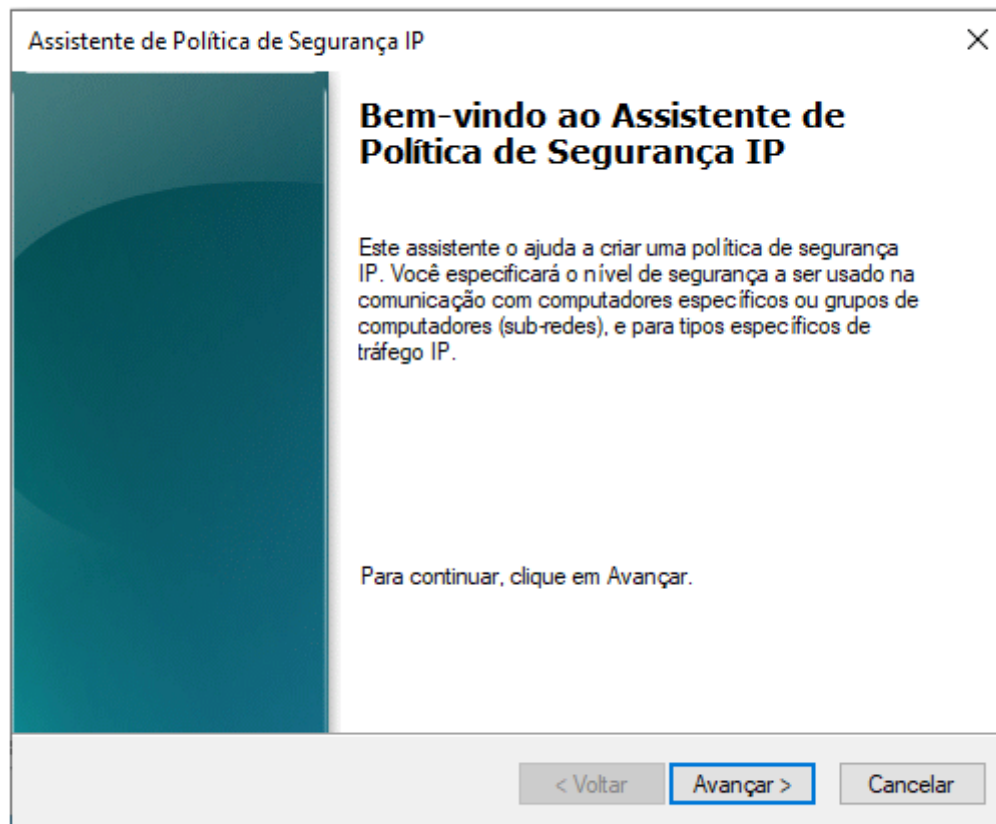 Assistente de Política de Segurança IP
Bem-vindo ao Assistente de
Política de Segurança IP
Este assistente o ajuda a criar uma política de segurança
IP. Você especificará o nível de segurança a ser usado na
comunicação com computadores específicos ou grupos de
computadores (sub-redes), e para tipos específicos de
tráfego IP.
Para continuar, clique em Avançar.
< Voltar Avançar > Cancelar